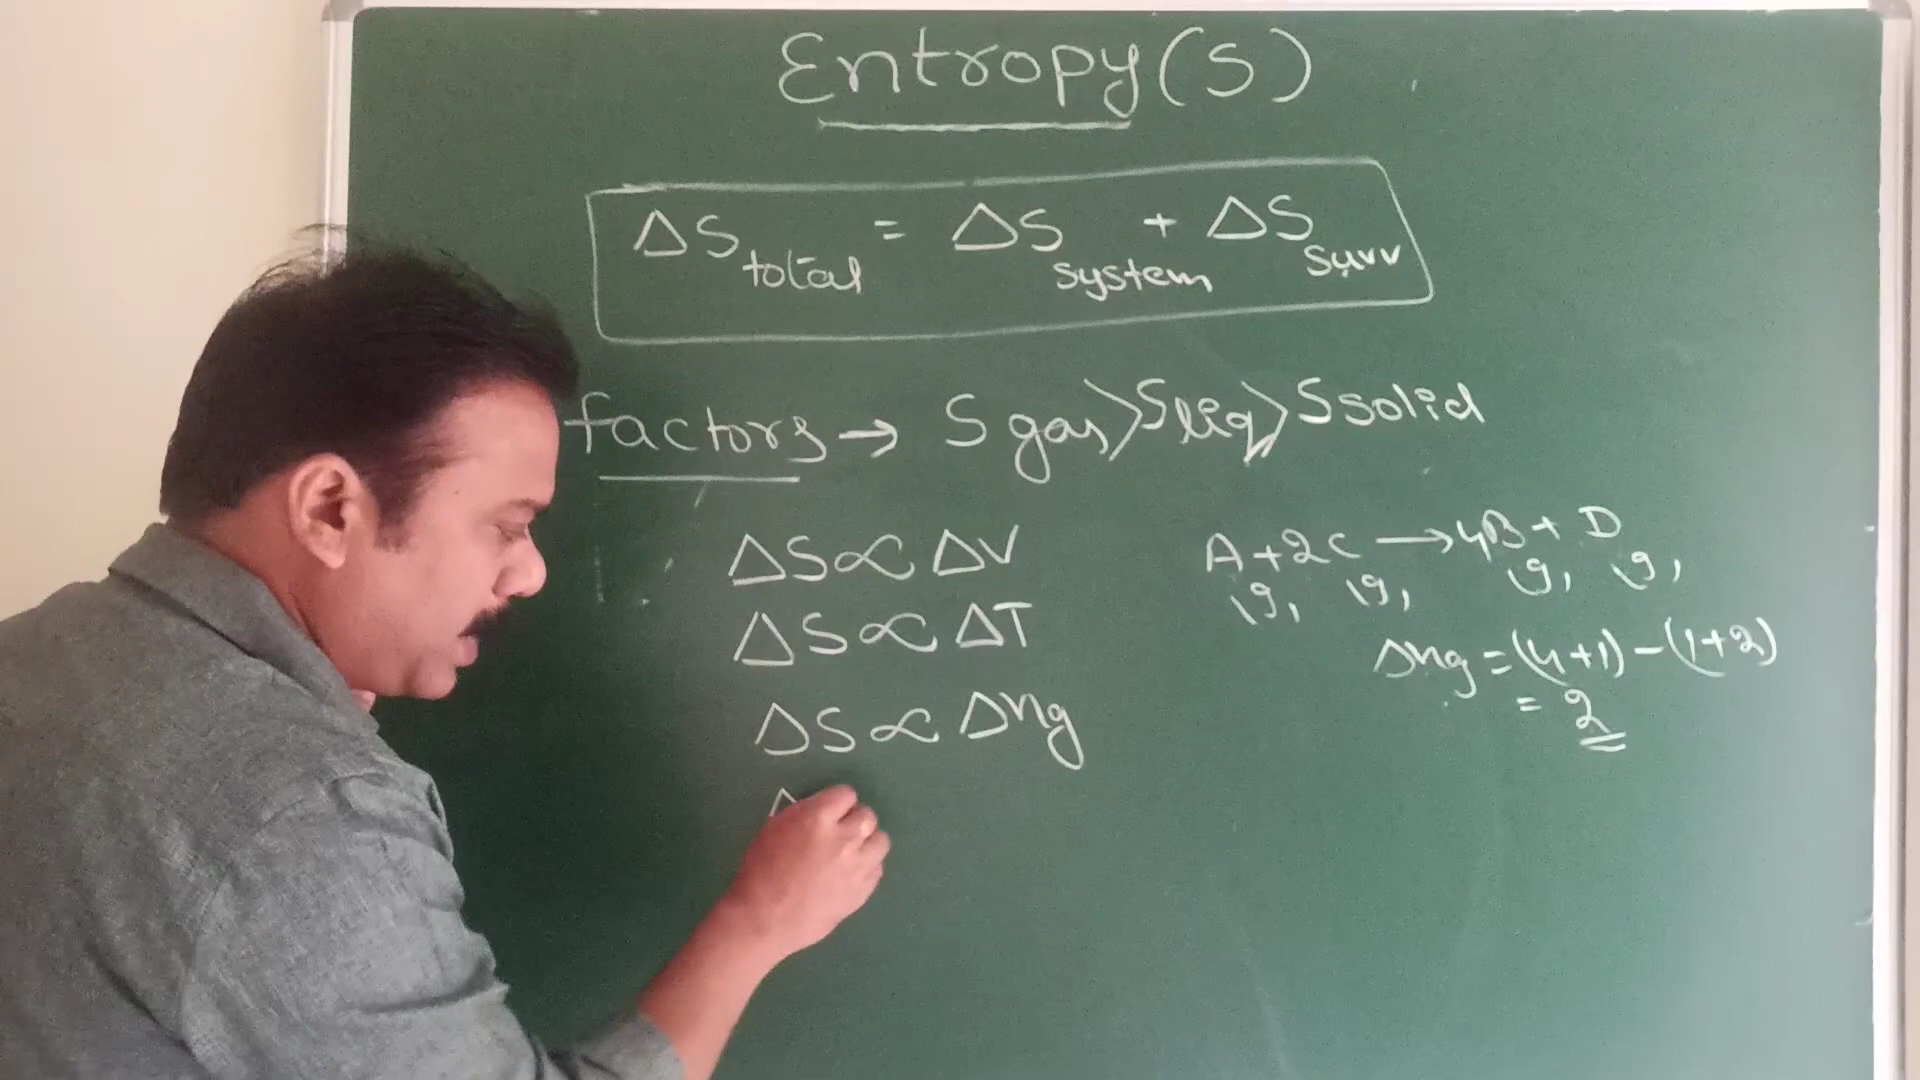 Entropy(S)
ΔS total = ΔS system + ΔS surr
factors → S gas > S liq > S solid
ΔS ∝ ΔV
A + 2C → 4B + D
(g) (g) (g) (g)
ΔS ∝ ΔT
Δng = (4+1) - (1+2)
= 2
ΔS ∝ Δng
Δ